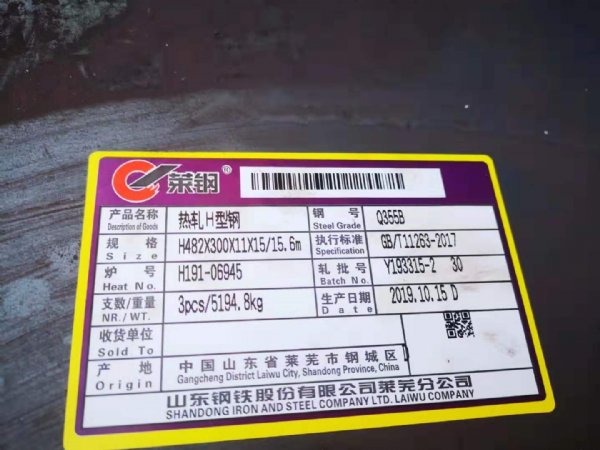 莱钢®
产品名称 热轧H型钢 钢 号 Q355B
Description of Goods Steel Grade
规 格 H482X300X11X15/15.6m 执行标准 GB/T11263-2017
Size Specification
炉 号 H191-06945 轧批号 Y193315-2 30
Heat No. Batch No.
支数/重量 3pcs/5194.8kg 生产日期 2019.10.15 D
NR./WT. Date
收货单位
Sold To
产 地 中国山东省莱芜市钢城区
Origin Gangcheng District Laiwu City, Shandong Province, China
山东钢铁股份有限公司莱芜分公司
SHANDONG IRON AND STEEL COMPANY LTD. LAIWU COMPANY